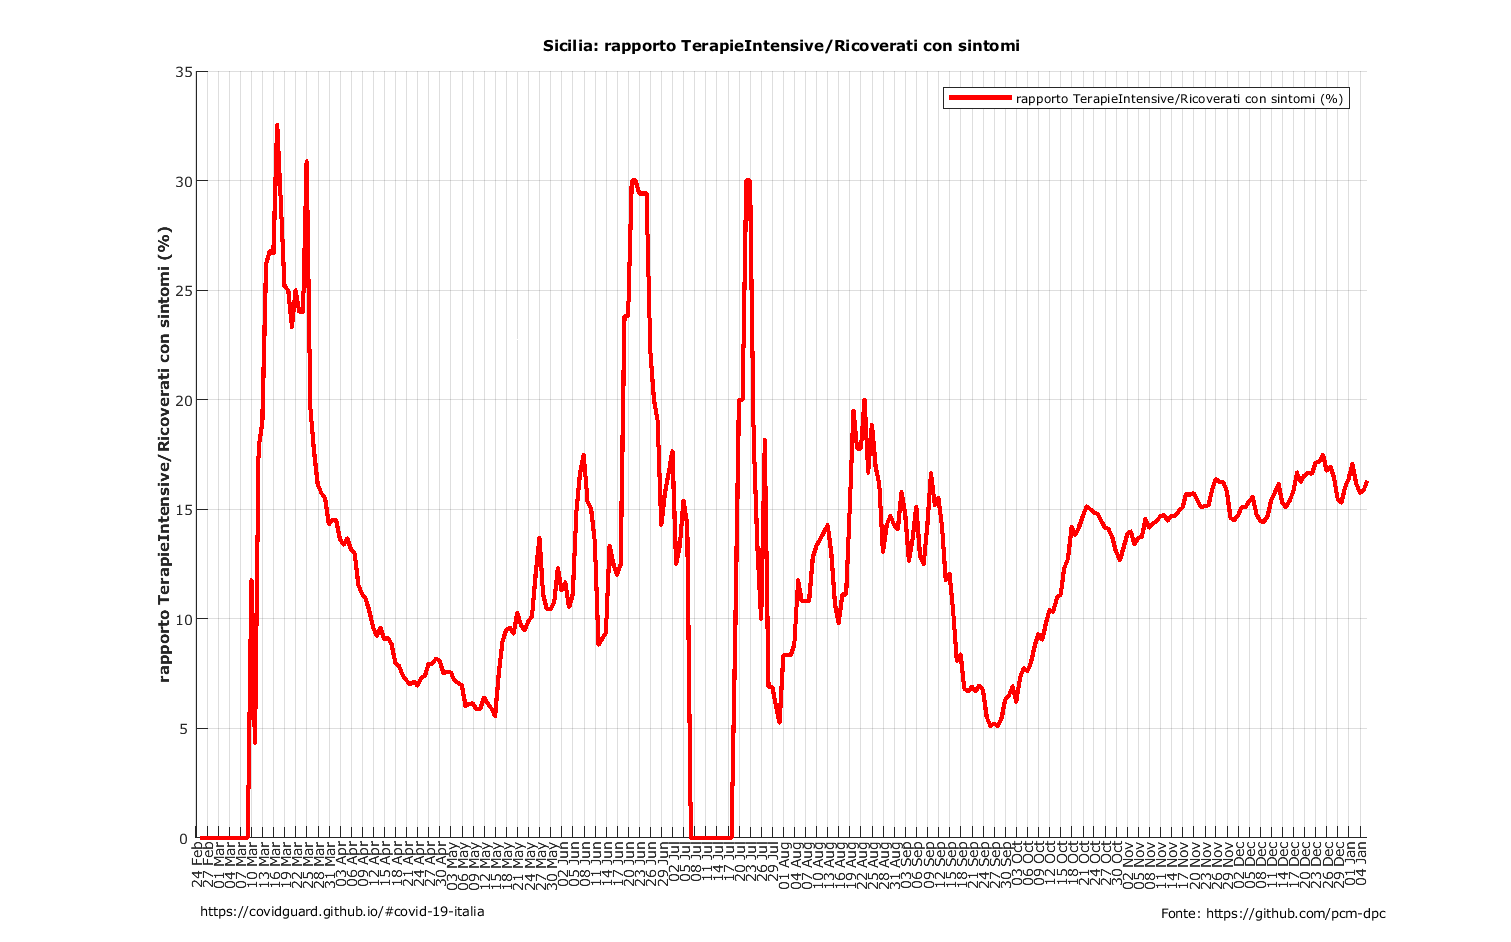 Sicilia: rapporto TerapieIntensive/Ricoverati con sintomi
rapporto TerapieIntensive/Ricoverati con sintomi (%)
rapporto TerapieIntensive/Ricoverati con sintomi (%)
35
30
25
20
15
10
5
0
24 Feb
27 Feb
01 Mar
04 Mar
07 Mar
10 Mar
13 Mar
16 Mar
19 Mar
22 Mar
25 Mar
28 Mar
31 Mar
03 Apr
06 Apr
09 Apr
12 Apr
15 Apr
18 Apr
21 Apr
24 Apr
27 Apr
30 Apr
03 May
06 May
09 May
12 May
15 May
18 May
21 May
24 May
27 May
30 May
02 Jun
05 Jun
08 Jun
11 Jun
14 Jun
17 Jun
20 Jun
23 Jun
26 Jun
29 Jun
02 Jul
05 Jul
08 Jul
11 Jul
14 Jul
17 Jul
20 Jul
23 Jul
26 Jul
29 Jul
01 Aug
04 Aug
07 Aug
10 Aug
13 Aug
16 Aug
19 Aug
22 Aug
25 Aug
28 Aug
31 Aug
03 Sep
06 Sep
09 Sep
12 Sep
15 Sep
18 Sep
21 Sep
24 Sep
27 Sep
30 Sep
03 Oct
06 Oct
09 Oct
12 Oct
15 Oct
18 Oct
21 Oct
24 Oct
27 Oct
30 Oct
02 Nov
05 Nov
08 Nov
11 Nov
14 Nov
17 Nov
20 Nov
23 Nov
26 Nov
29 Nov
02 Dec
05 Dec
08 Dec
11 Dec
14 Dec
17 Dec
20 Dec
23 Dec
26 Dec
29 Dec
01 Jan
04 Jan
https://covidguard.github.io/#covid-19-italia
Fonte: https://github.com/pcm-dpc